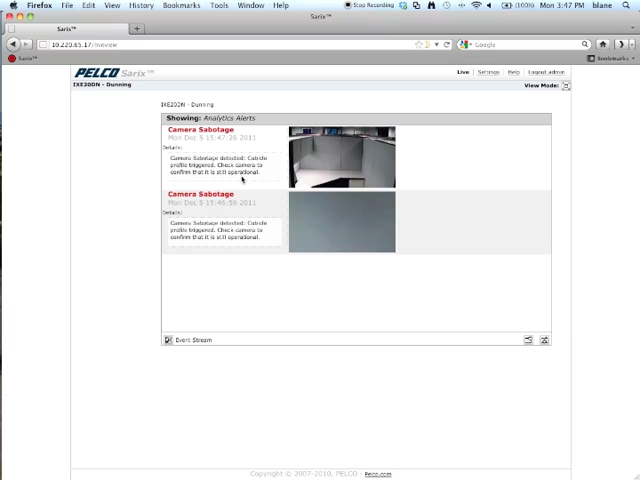 Firefox File Edit View History Bookmarks Tools Window Help Stop Recording (100%) Mon 3:47 PM blane
Sarix™
Sarix™
10.220.65.17/liveview Google
Sarix™ Bookmarks
PELCO Sarix™ Live Settings Help Logout admin
IXE20DN - Dunning View Mode:
IXE20DN - Dunning
Showing: Analytics Alerts
Camera Sabotage
Mon Dec 5 15:47:26 2011
Details:
Camera Sabotage detected: Cubicle
profile triggered. Check camera to
confirm that it is still operational.
Camera Sabotage
Mon Dec 5 15:46:56 2011
Details:
Camera Sabotage detected: Cubicle
profile triggered. Check camera to
confirm that it is still operational.
Event Stream
Copyright © 2007-2010, PELCO · Pelco.com